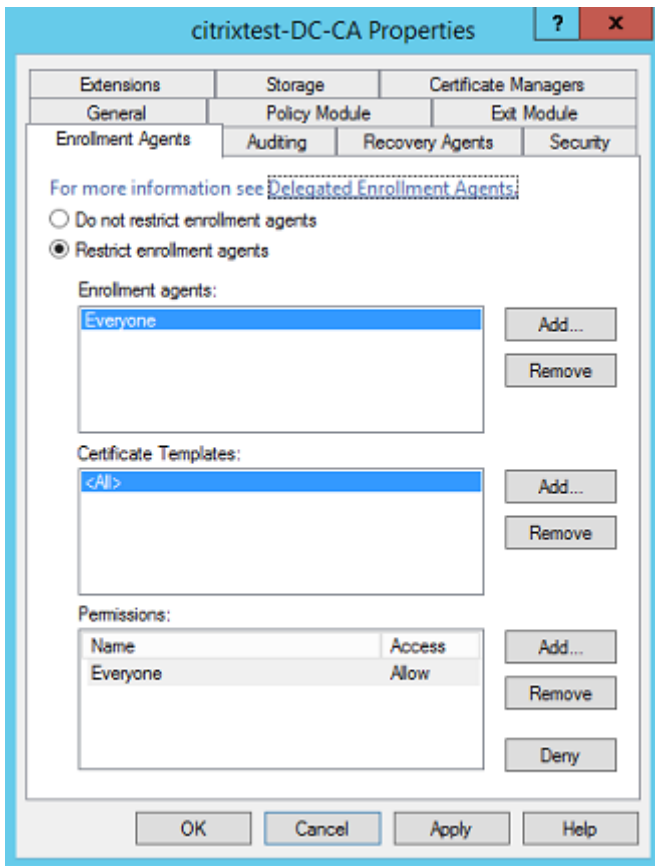 citrixtest-DC-CA Properties
?
x
Extensions
Storage
Certificate Managers
General
Policy Module
Exit Module
Enrollment Agents
Auditing
Recovery Agents
Security
For more information see Delegated Enrollment Agents.
Do not restrict enrollment agents
Restrict enrollment agents
Enrollment agents:
Everyone
Add...
Remove
Certificate Templates:
<All>
Add...
Remove
Permissions:
Name
Access
Add...
Everyone
Allow
Remove
Deny
OK
Cancel
Apply
Help